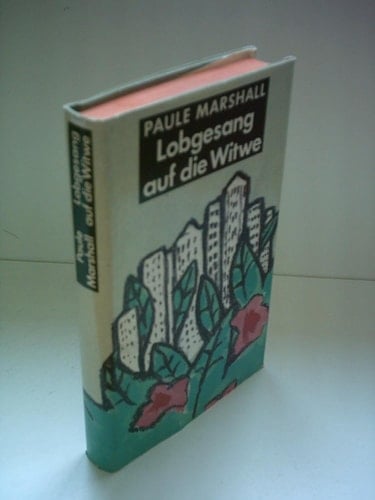 PAULE MARSHALL
Lobgesang
auf die Witwe
Paule
Marshall
Lobgesang
auf die Witwe